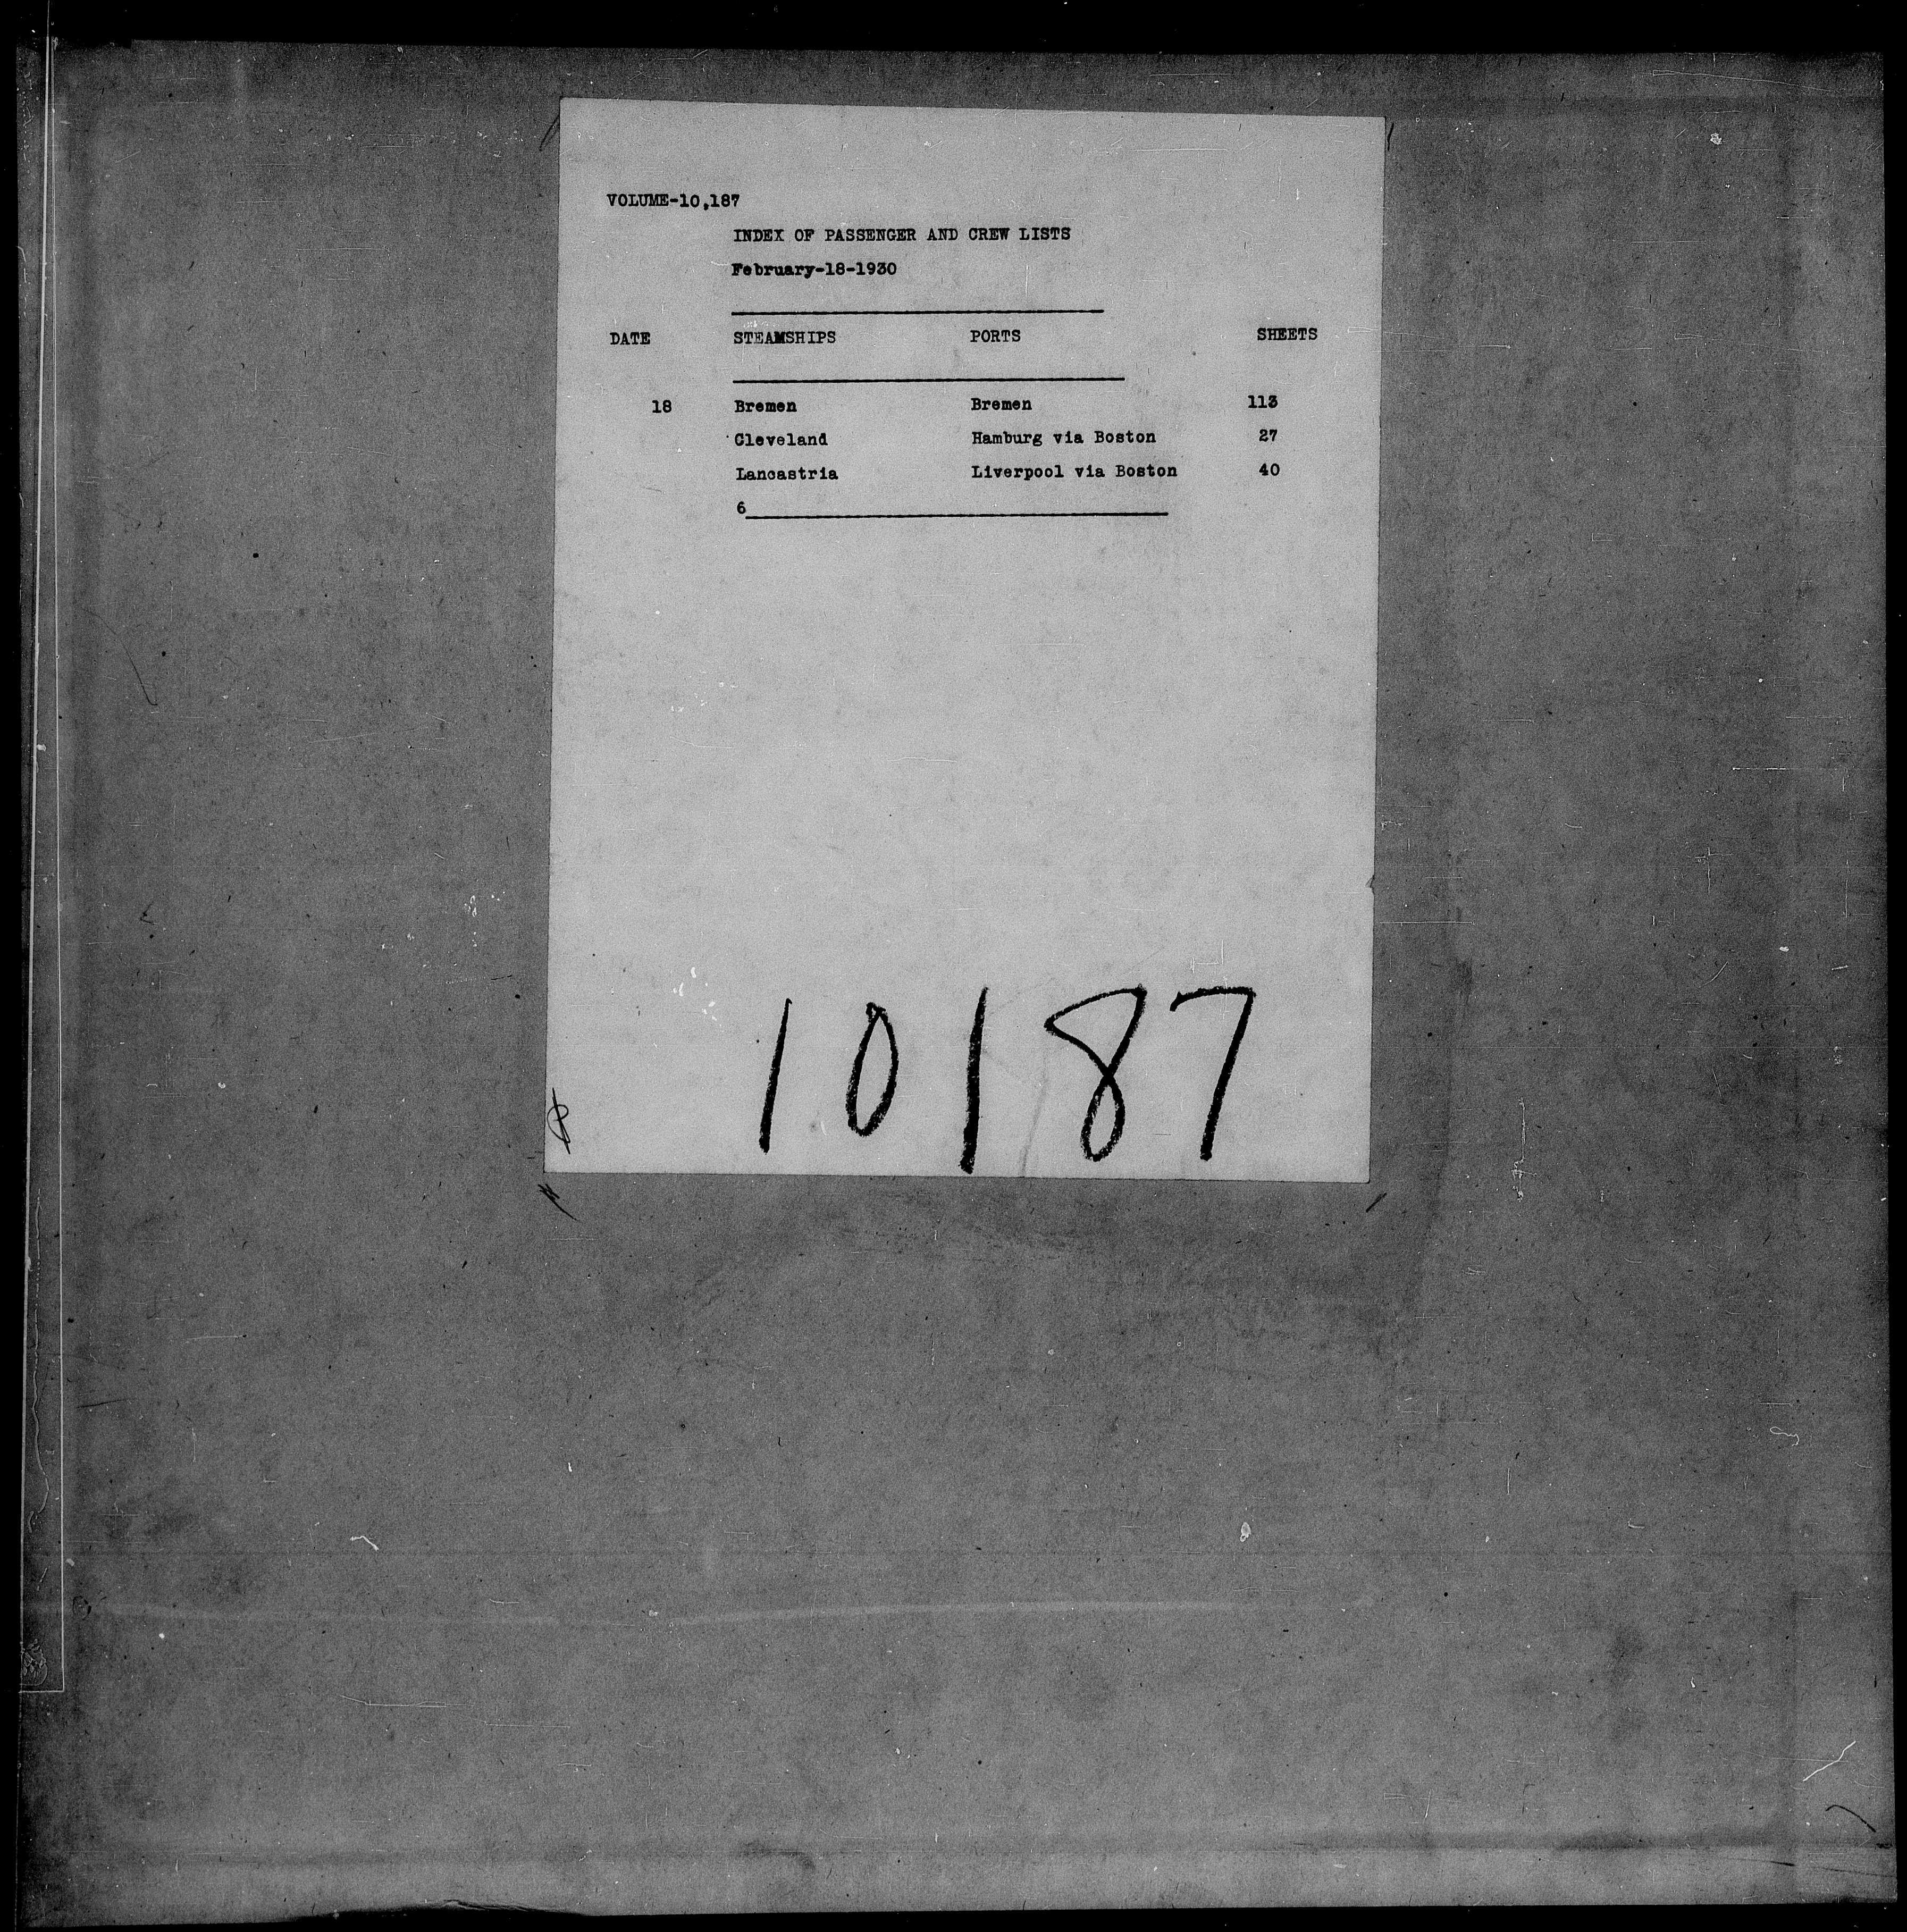 VOLUME-10,187
INDEX OF PASSENGER AND CREW LISTS
February-18-1930
DATE STEAMSHIPS PORTS SHEETS
18 Bremen Bremen 113
Cleveland Hamburg via Boston 27
Lancastria Liverpool via Boston 40
6
10187